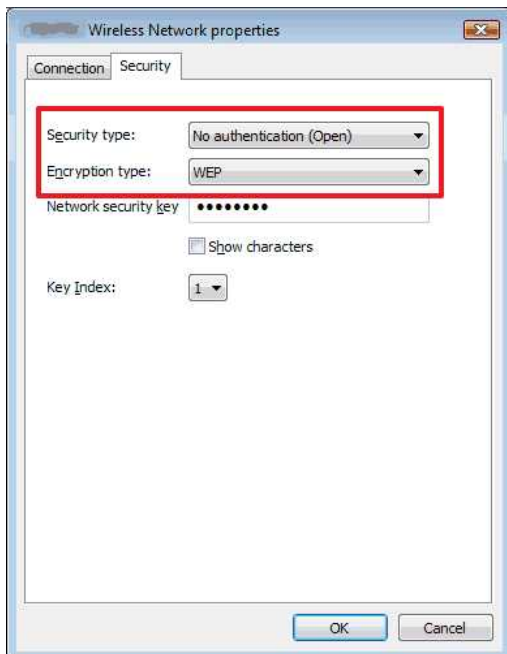 Wireless Network properties
Connection Security
Security type: No authentication (Open)
Encryption type: WEP
Network security key ••••••••
Show characters
Key Index: 1
OK Cancel